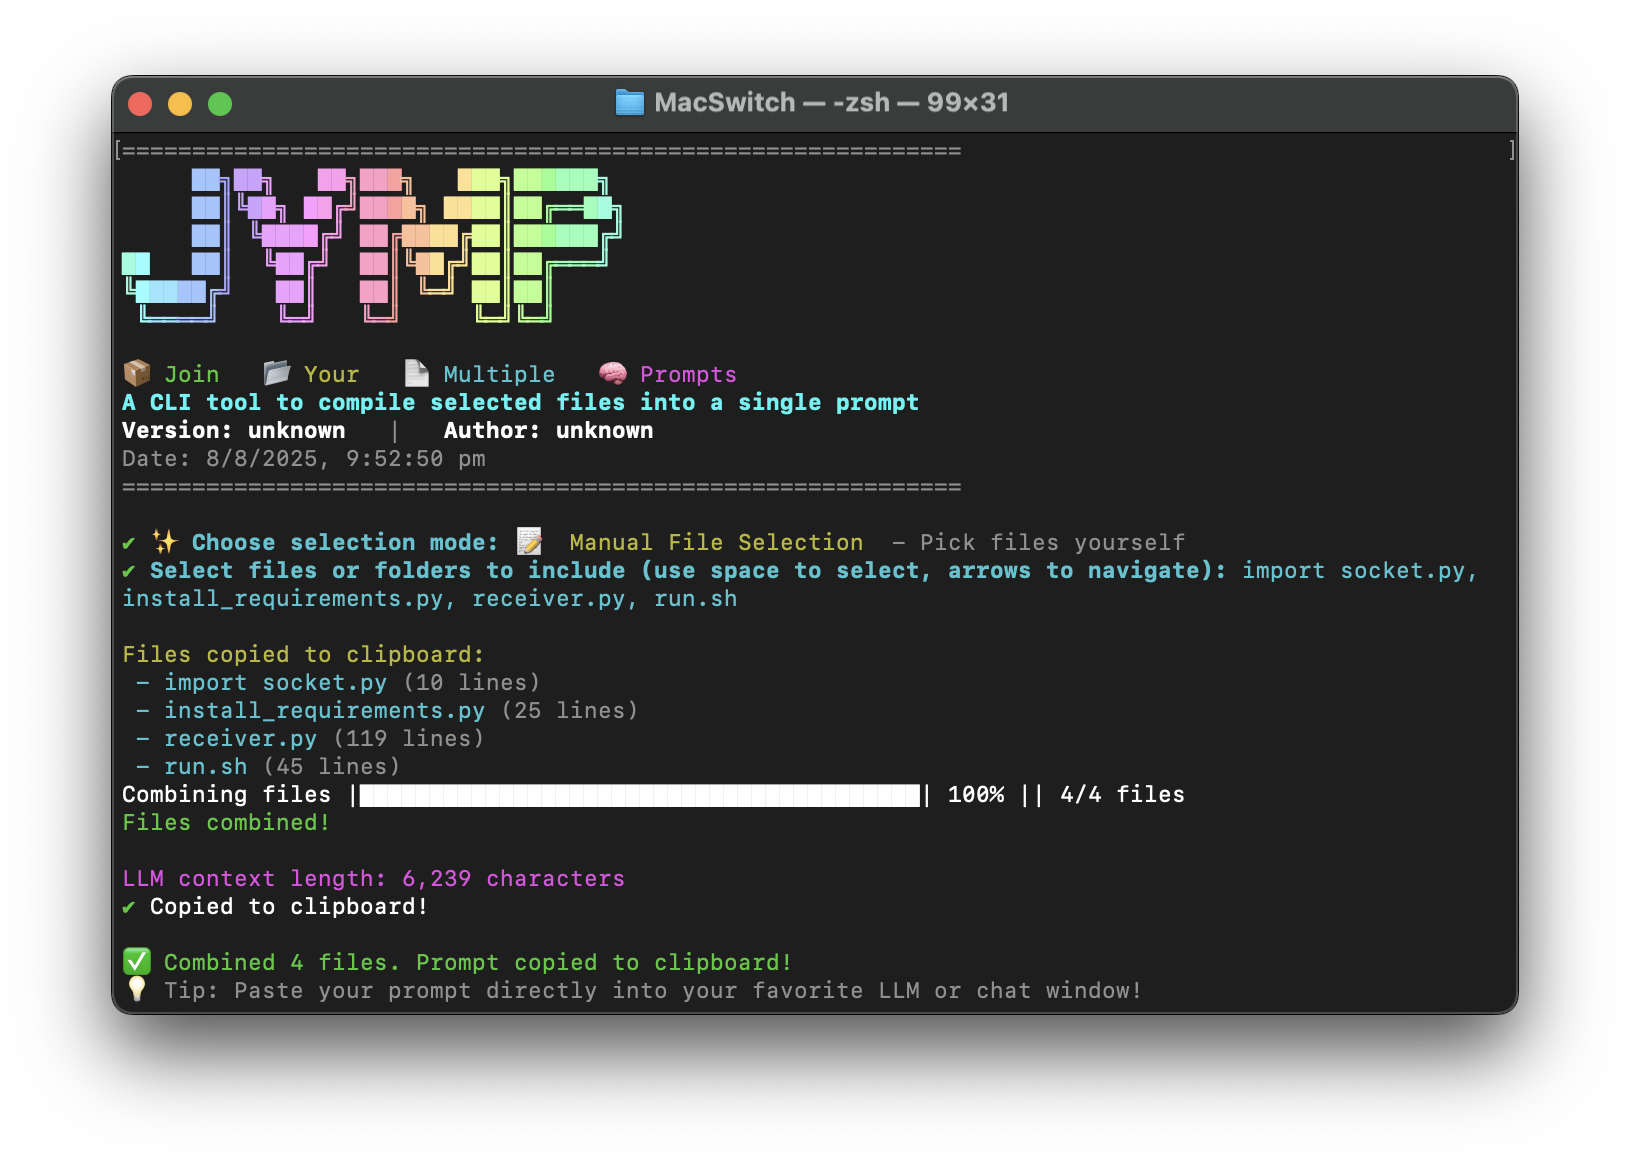 MacSwitch — -zsh — 99×31
[============================================================ ]
JYMP
Join Your Multiple Prompts
A CLI tool to compile selected files into a single prompt
Version: unknown | Author: unknown
Date: 8/8/2025, 9:52:50 pm
============================================================
✔ ✨ Choose selection mode: 📝 Manual File Selection – Pick files yourself
✔ Select files or folders to include (use space to select, arrows to navigate): import socket.py,
install_requirements.py, receiver.py, run.sh
Files copied to clipboard:
– import socket.py (10 lines)
– install_requirements.py (25 lines)
– receiver.py (119 lines)
– run.sh (45 lines)
Combining files |████████████████████████████████████████| 100% || 4/4 files
Files combined!
LLM context length: 6,239 characters
✔ Copied to clipboard!
✅ Combined 4 files. Prompt copied to clipboard!
💡 Tip: Paste your prompt directly into your favorite LLM or chat window!